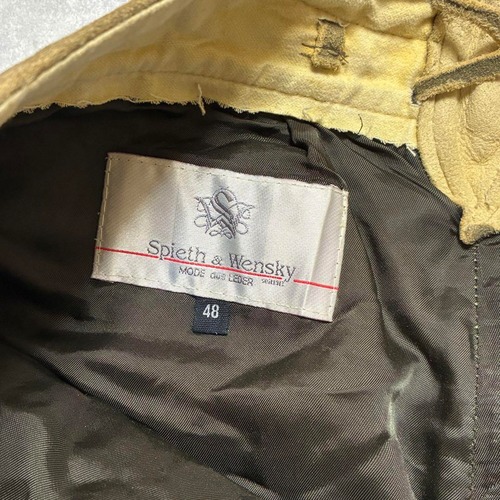 Spieth & Wensky
MODE aus LEDER
48